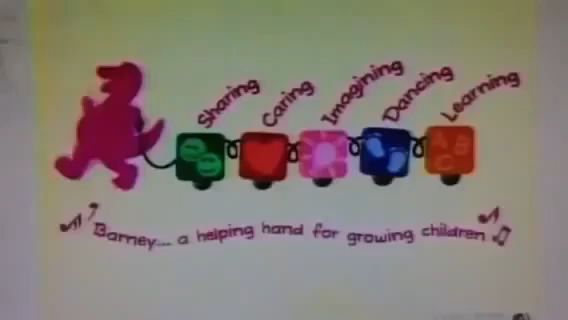 Sharing
Caring
Imagining
Dancing
Learning
A B
C
Barney... a helping hand for growing children